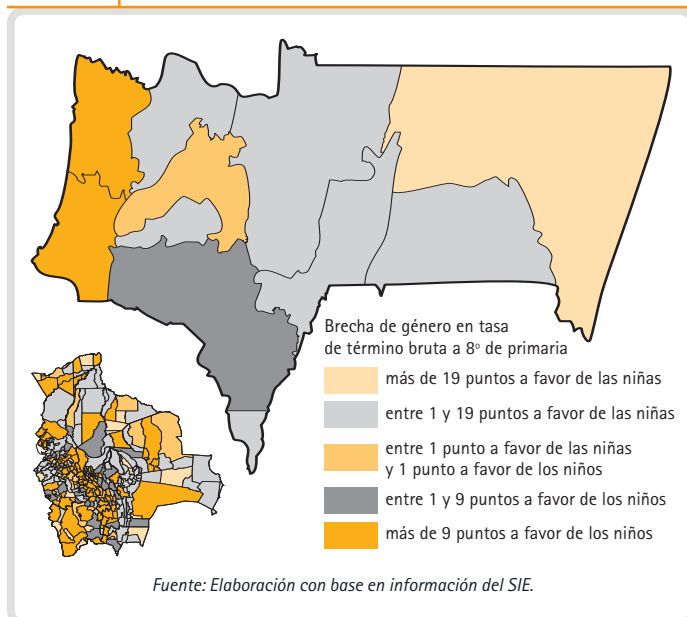 Brecha de género en tasa
de término bruta a 8º de primaria
más de 19 puntos a favor de las niñas
entre 1 y 19 puntos a favor de las niñas
entre 1 punto a favor de las niñas
y 1 punto a favor de los niños
entre 1 y 9 puntos a favor de los niños
más de 9 puntos a favor de los niños
Fuente: Elaboración con base en información del SIE.